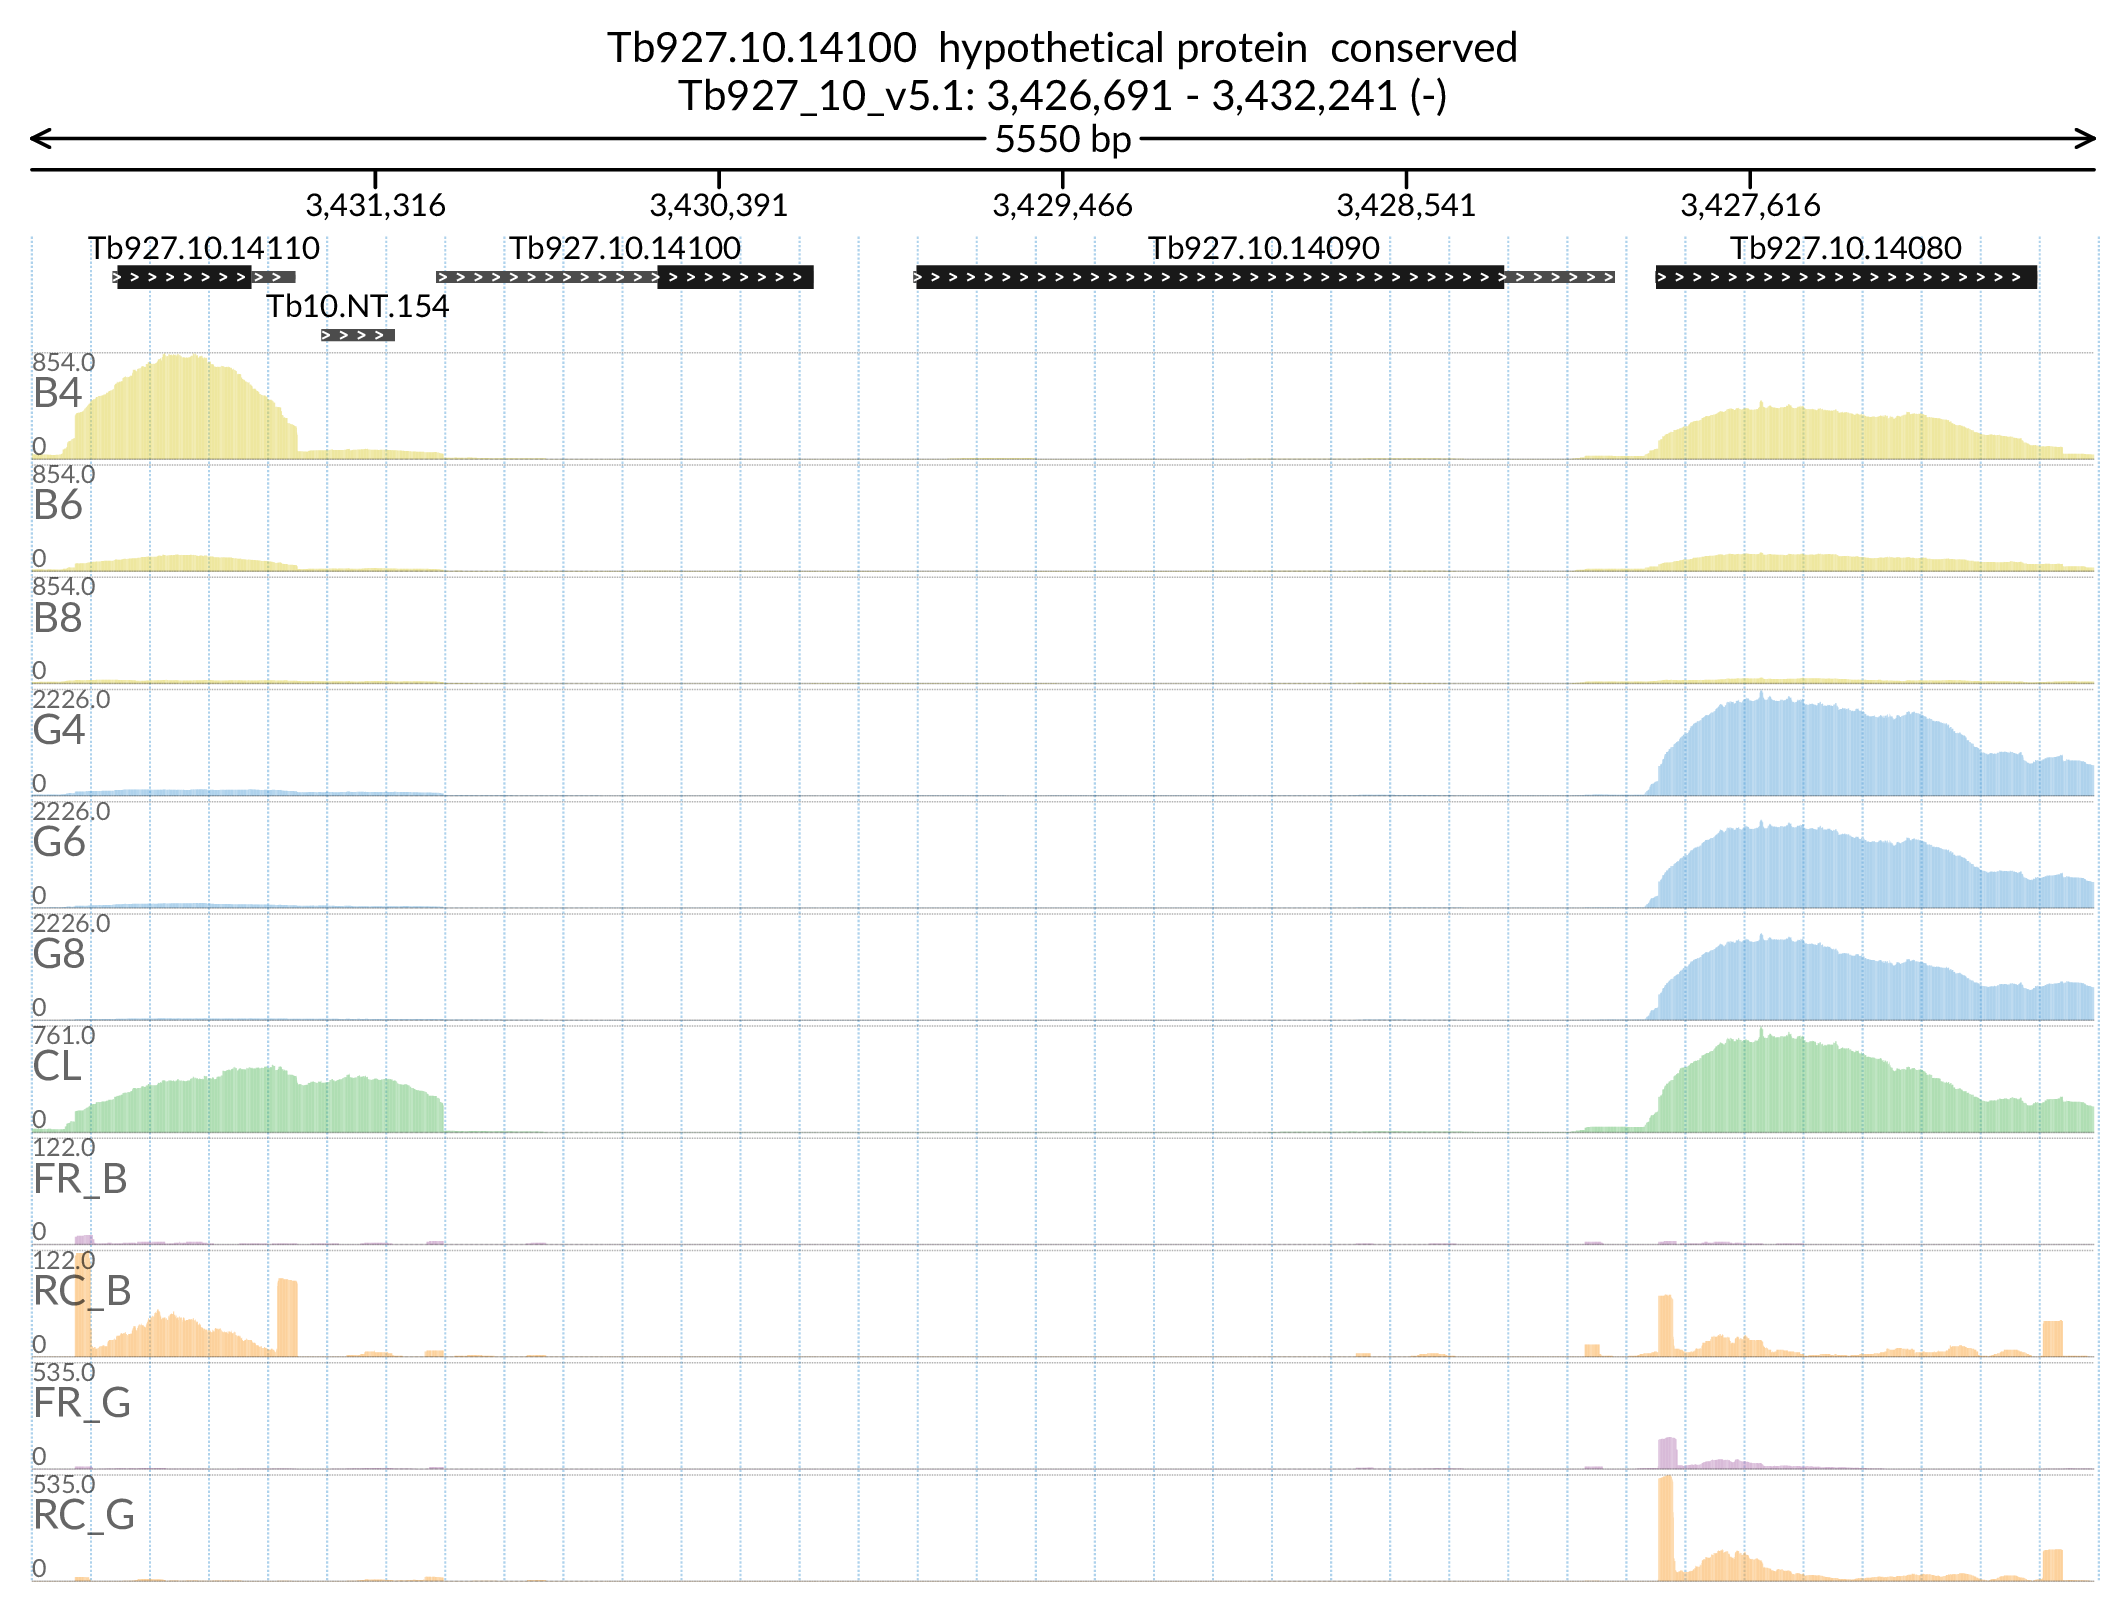 Tb927.10.14100  hypothetical protein  conserved
Tb927_10_v5.1: 3,426,691 - 3,432,241 (-)
5550 bp
3,431,316 3,430,391 3,429,466 3,428,541 3,427,616
Tb927.10.14110 Tb927.10.14100 Tb927.10.14090 Tb927.10.14080
Tb10.NT.154
854.0
B4
0
854.0
B6
0
854.0
B8
0
2226.0
G4
0
2226.0
G6
0
2226.0
G8
0
761.0
CL
0
122.0
FR_B
0
122.0
RC_B
0
535.0
FR_G
0
535.0
RC_G
0